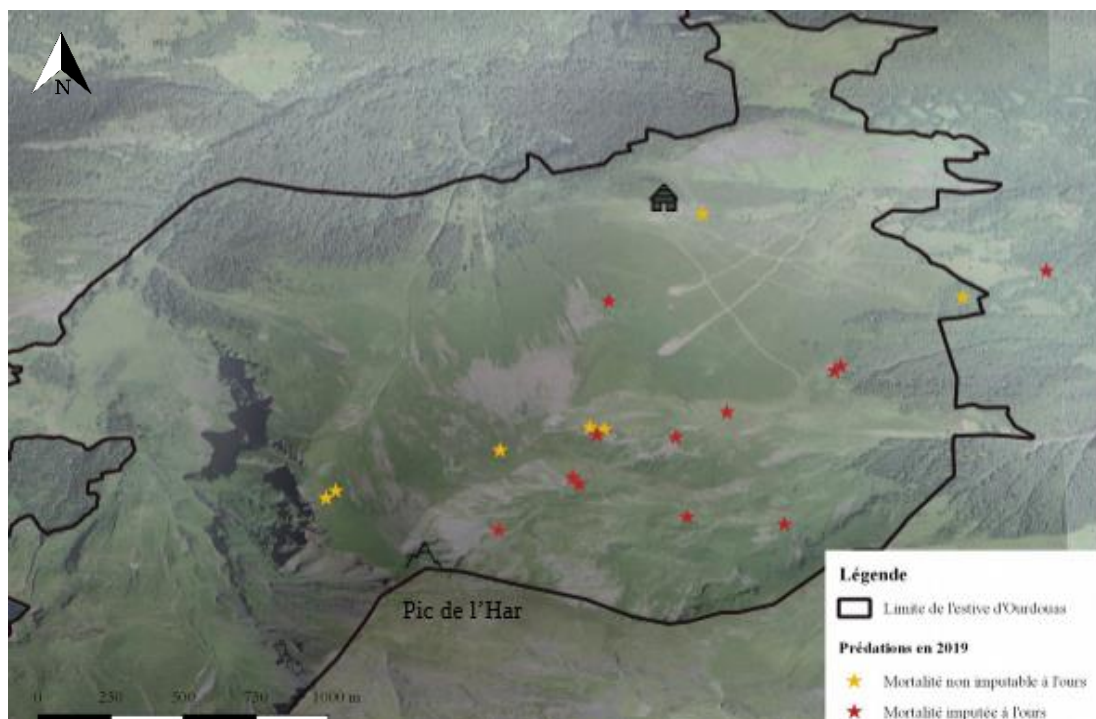 N
Pic de l'Har
0 250 500 750 1000 m
Légende
Limite de l'estive d'Ourdouas
Prédations en 2019
Mortalité non imputable à l'ours
Mortalité imputée à l'ours